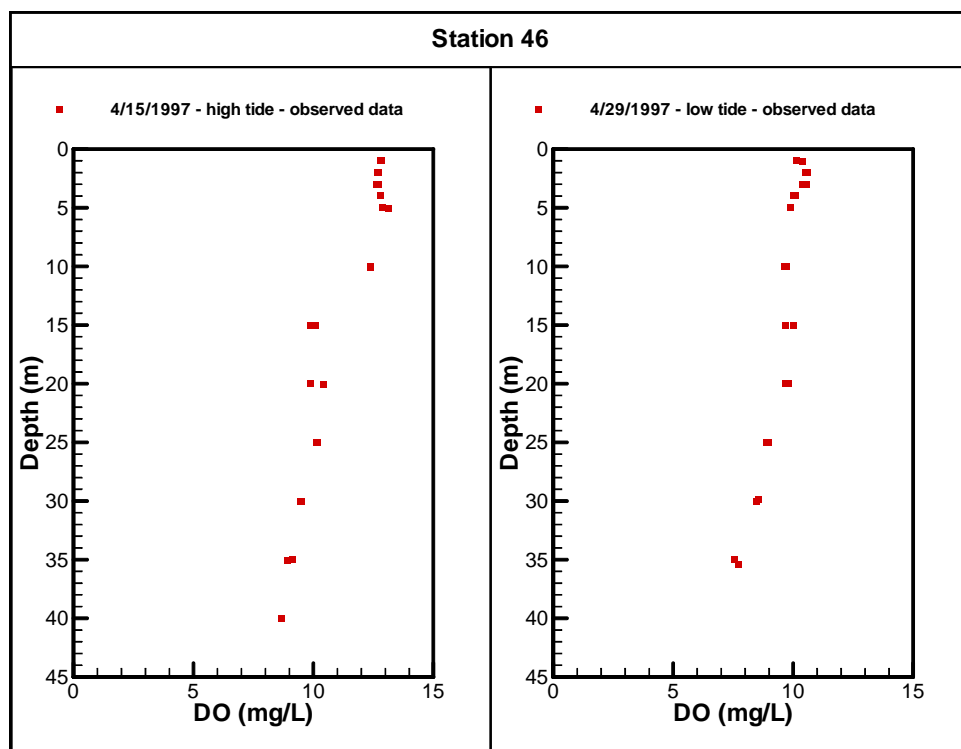 Station 46
4/15/1997 - high tide - observed data
0
5
10
15
20
25
30
35
40
45
Depth (m)
0 5 10 15
DO (mg/L)
4/29/1997 - low tide - observed data
0
5
10
15
20
25
30
35
40
45
Depth (m)
0 5 10 15
DO (mg/L)